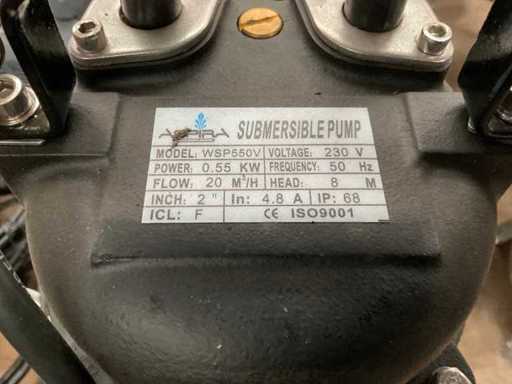 SUBMERSIBLE PUMP
MODEL: WSP550V VOLTAGE: 230 V
POWER: 0.55 KW FREQUENCY: 50 Hz
FLOW: 20 M³/H HEAD: 8 M
INCH: 2 " In: 4.8 A IP: 68
ICL: F CE ISO9001